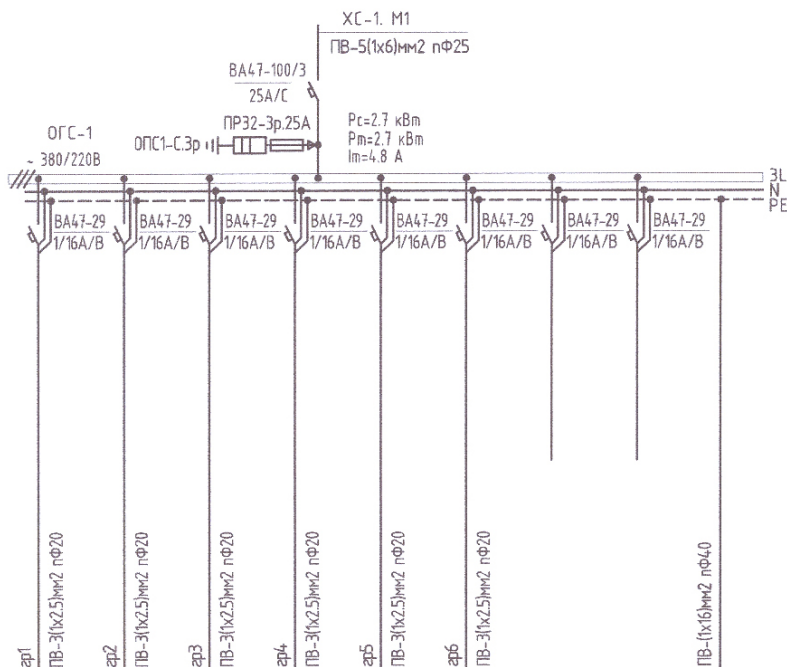 ХС-1. М1
ПВ-5(1х6)мм2 пФ25
ВА47-100/3
25А/С
ПР32-3р.25А
ОПС1-С.3р
Рс=2.7 кВт
Рт=2.7 кВт
Iт=4.8 А
ОГС-1
~ 380/220В
3L
N
PE
ВА47-29
1/16А/В
ВА47-29
1/16А/В
ВА47-29
1/16А/В
ВА47-29
1/16А/В
ВА47-29
1/16А/В
ВА47-29
1/16А/В
ВА47-29
1/16А/В
ВА47-29
1/16А/В
гр1
ПВ-3(1х2.5)мм2 пФ20
гр2
ПВ-3(1х2.5)мм2 пФ20
гр3
ПВ-3(1х2.5)мм2 пФ20
гр4
ПВ-3(1х2.5)мм2 пФ20
гр5
ПВ-3(1х2.5)мм2 пФ20
гр6
ПВ-3(1х2.5)мм2 пФ20
ПВ-(1х16)мм2 пФ40